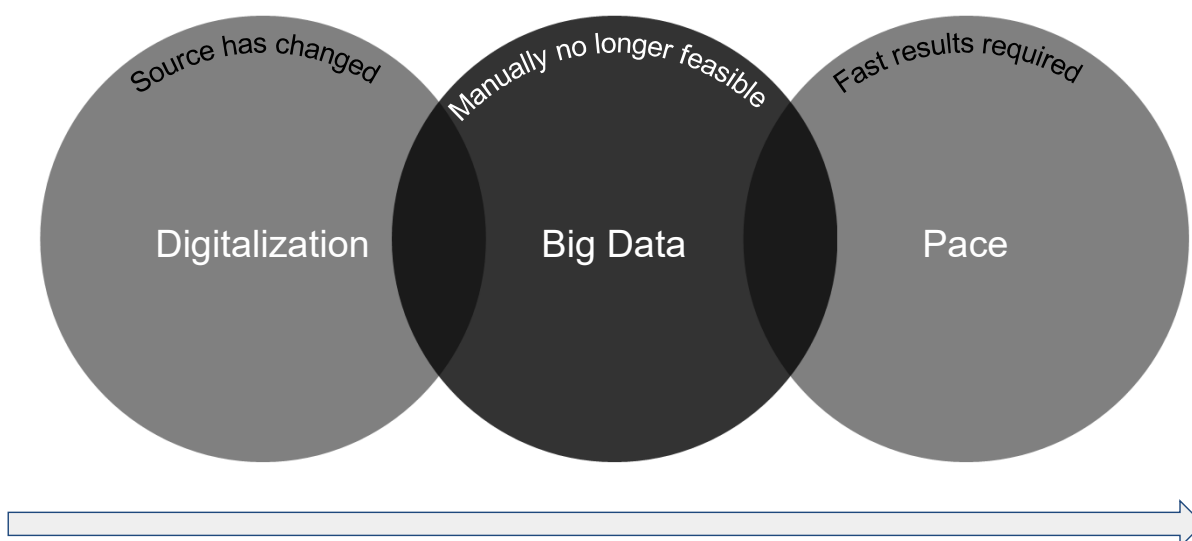 Source has changed
Manually no longer feasible
Fast results required
Digitalization
Big Data
Pace